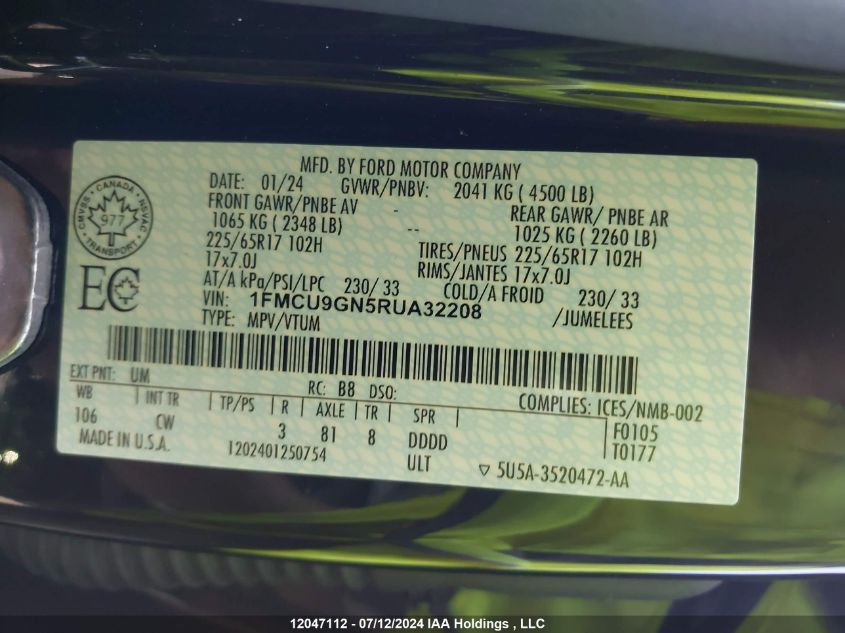 MFD. BY FORD MOTOR COMPANY
DATE: 01/24 GVWR/PNBV: 2041 KG ( 4500 LB)
FRONT GAWR/PNBE AV - REAR GAWR/ PNBE AR
1065 KG ( 2348 LB) -- 1025 KG ( 2260 LB)
225/65R17 102H TIRES/PNEUS 225/65R17 102H
17x7.0J RIMS/JANTES 17x7.0J
AT/A kPa/PSI/LPC 230/ 33 COLD/A FROID 230/ 33
VIN: 1FMCU9GN5RUA32208 /JUMELEES
TYPE: MPV/VTUM
CMVSS • CANADA • NSVAC
977
TRANSPORT
EC
EXT PNT: UM RC: B8 DSO: COMPLIES: ICES/NMB-002
WB INT TR TP/PS R AXLE TR SPR F0105
106 CW 3 81 8 DDDD T0177
MADE IN U.S.A. 1202401250754 ULT 5U5A-3520472-AA
12047112 - 07/12/2024 IAA Holdings , LLC